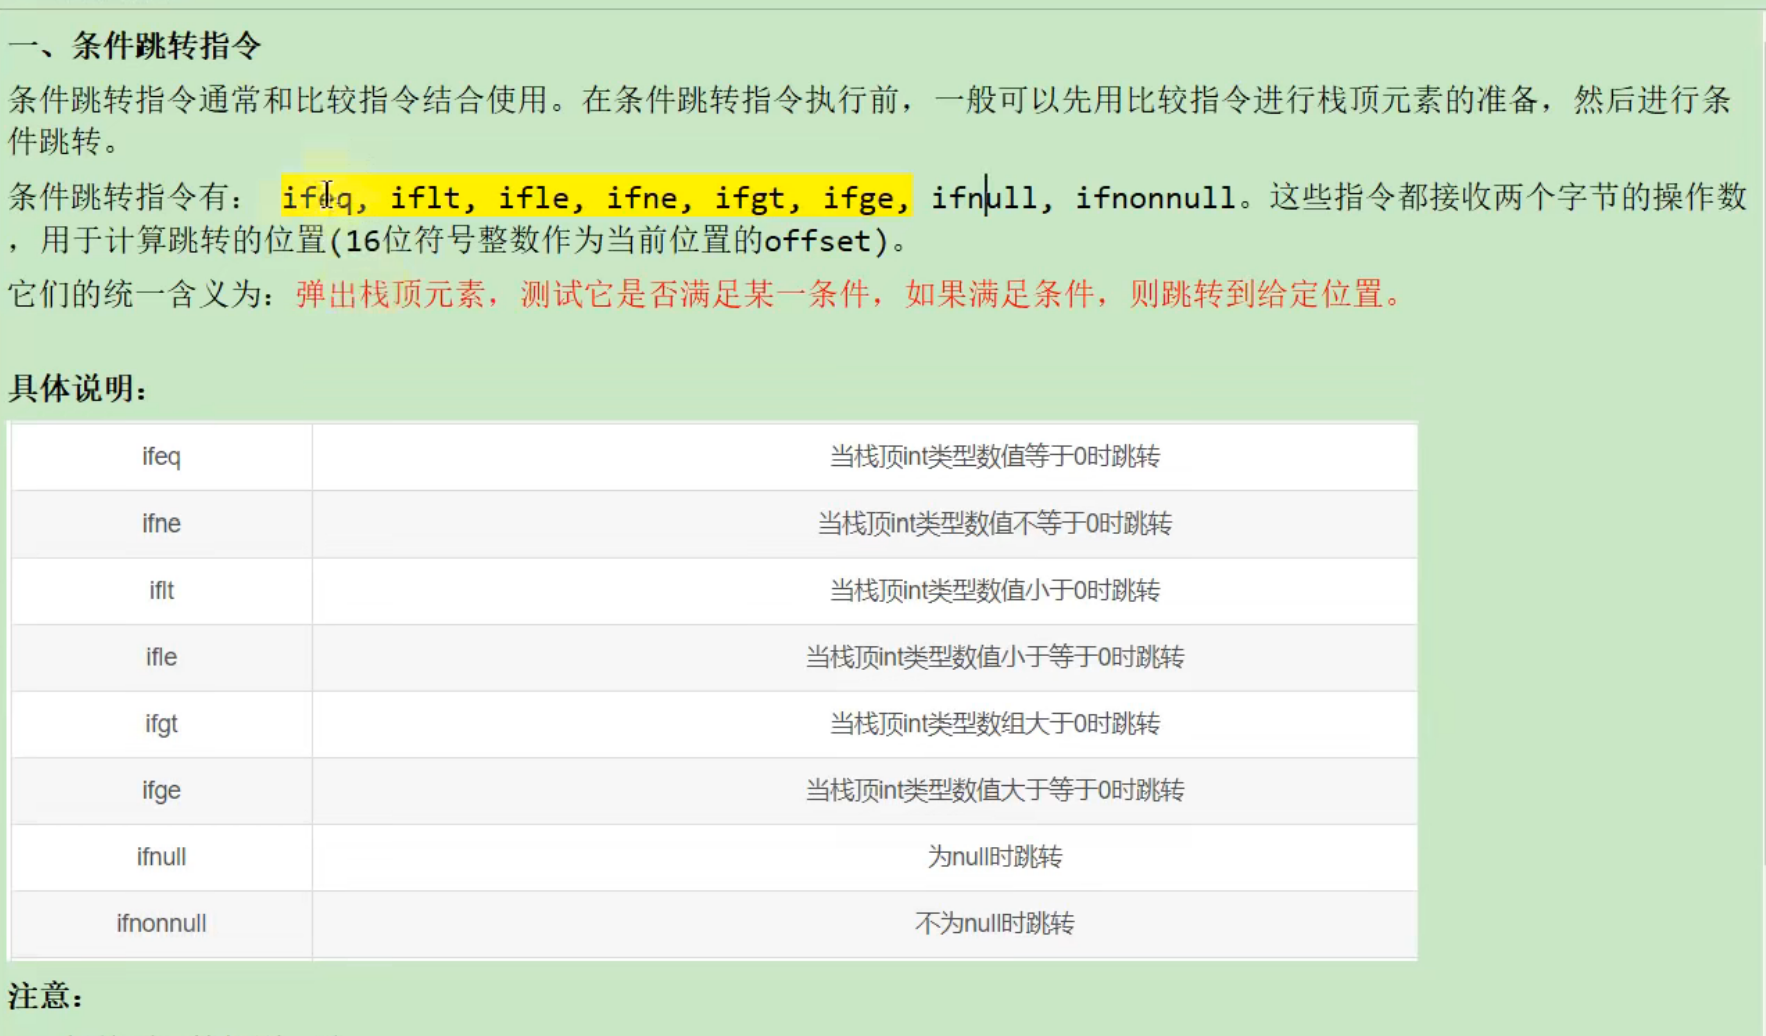 一、条件跳转指令
条件跳转指令通常和比较指令结合使用。在条件跳转指令执行前，一般可以先用比较指令进行栈顶元素的准备，然后进行条
件跳转。
条件跳转指令有： ifeq, iflt, ifle, ifne, ifgt, ifge, ifnull, ifnonnull。这些指令都接收两个字节的操作数
，用于计算跳转的位置(16位符号整数作为当前位置的offset)。
它们的统一含义为：弹出栈顶元素，测试它是否满足某一条件，如果满足条件，则跳转到给定位置。
具体说明：
ifeq 当栈顶int类型数值等于0时跳转
ifne 当栈顶int类型数值不等于0时跳转
iflt 当栈顶int类型数值小于0时跳转
ifle 当栈顶int类型数值小于等于0时跳转
ifgt 当栈顶int类型数组大于0时跳转
ifge 当栈顶int类型数值大于等于0时跳转
ifnull 为null时跳转
ifnonnull 不为null时跳转
注意：